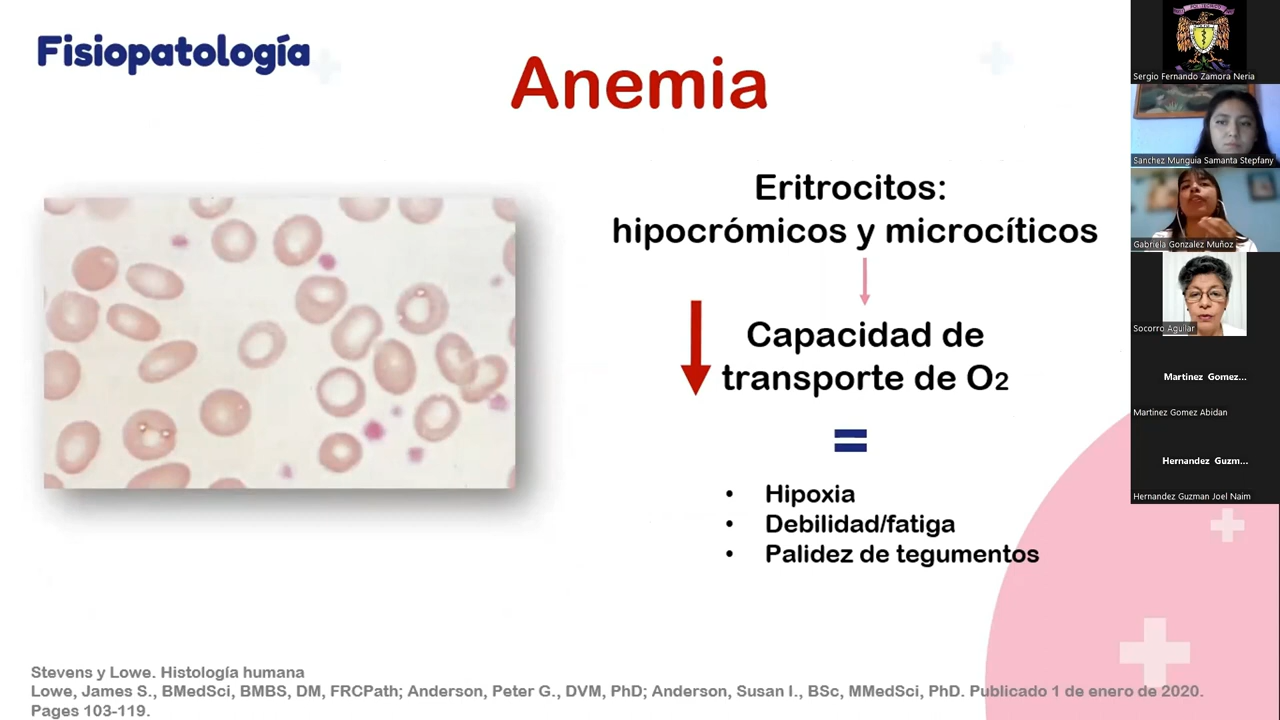 Fisiopatología
Anemia
Eritrocitos:
hipocrómicos y microcíticos
Capacidad de
transporte de O2
=
• Hipoxia
• Debilidad/fatiga
• Palidez de tegumentos
Stevens y Lowe. Histología humana
Lowe, James S., BMedSci, BMBS, DM, FRCPath; Anderson, Peter G., DVM, PhD; Anderson, Susan I., BSc, MMedSci, PhD. Publicado 1 de enero de 2020.
Pages 103-119.
Sergio Fernando Zamora Neria
Sanchez Munguia Samanta Stepfany
Gabriela Gonzalez Muñoz
Socorro Aguilar
Martinez Gomez...
Martinez Gomez Abidan
Hernandez Guzm...
Hernandez Guzman Joel Naim